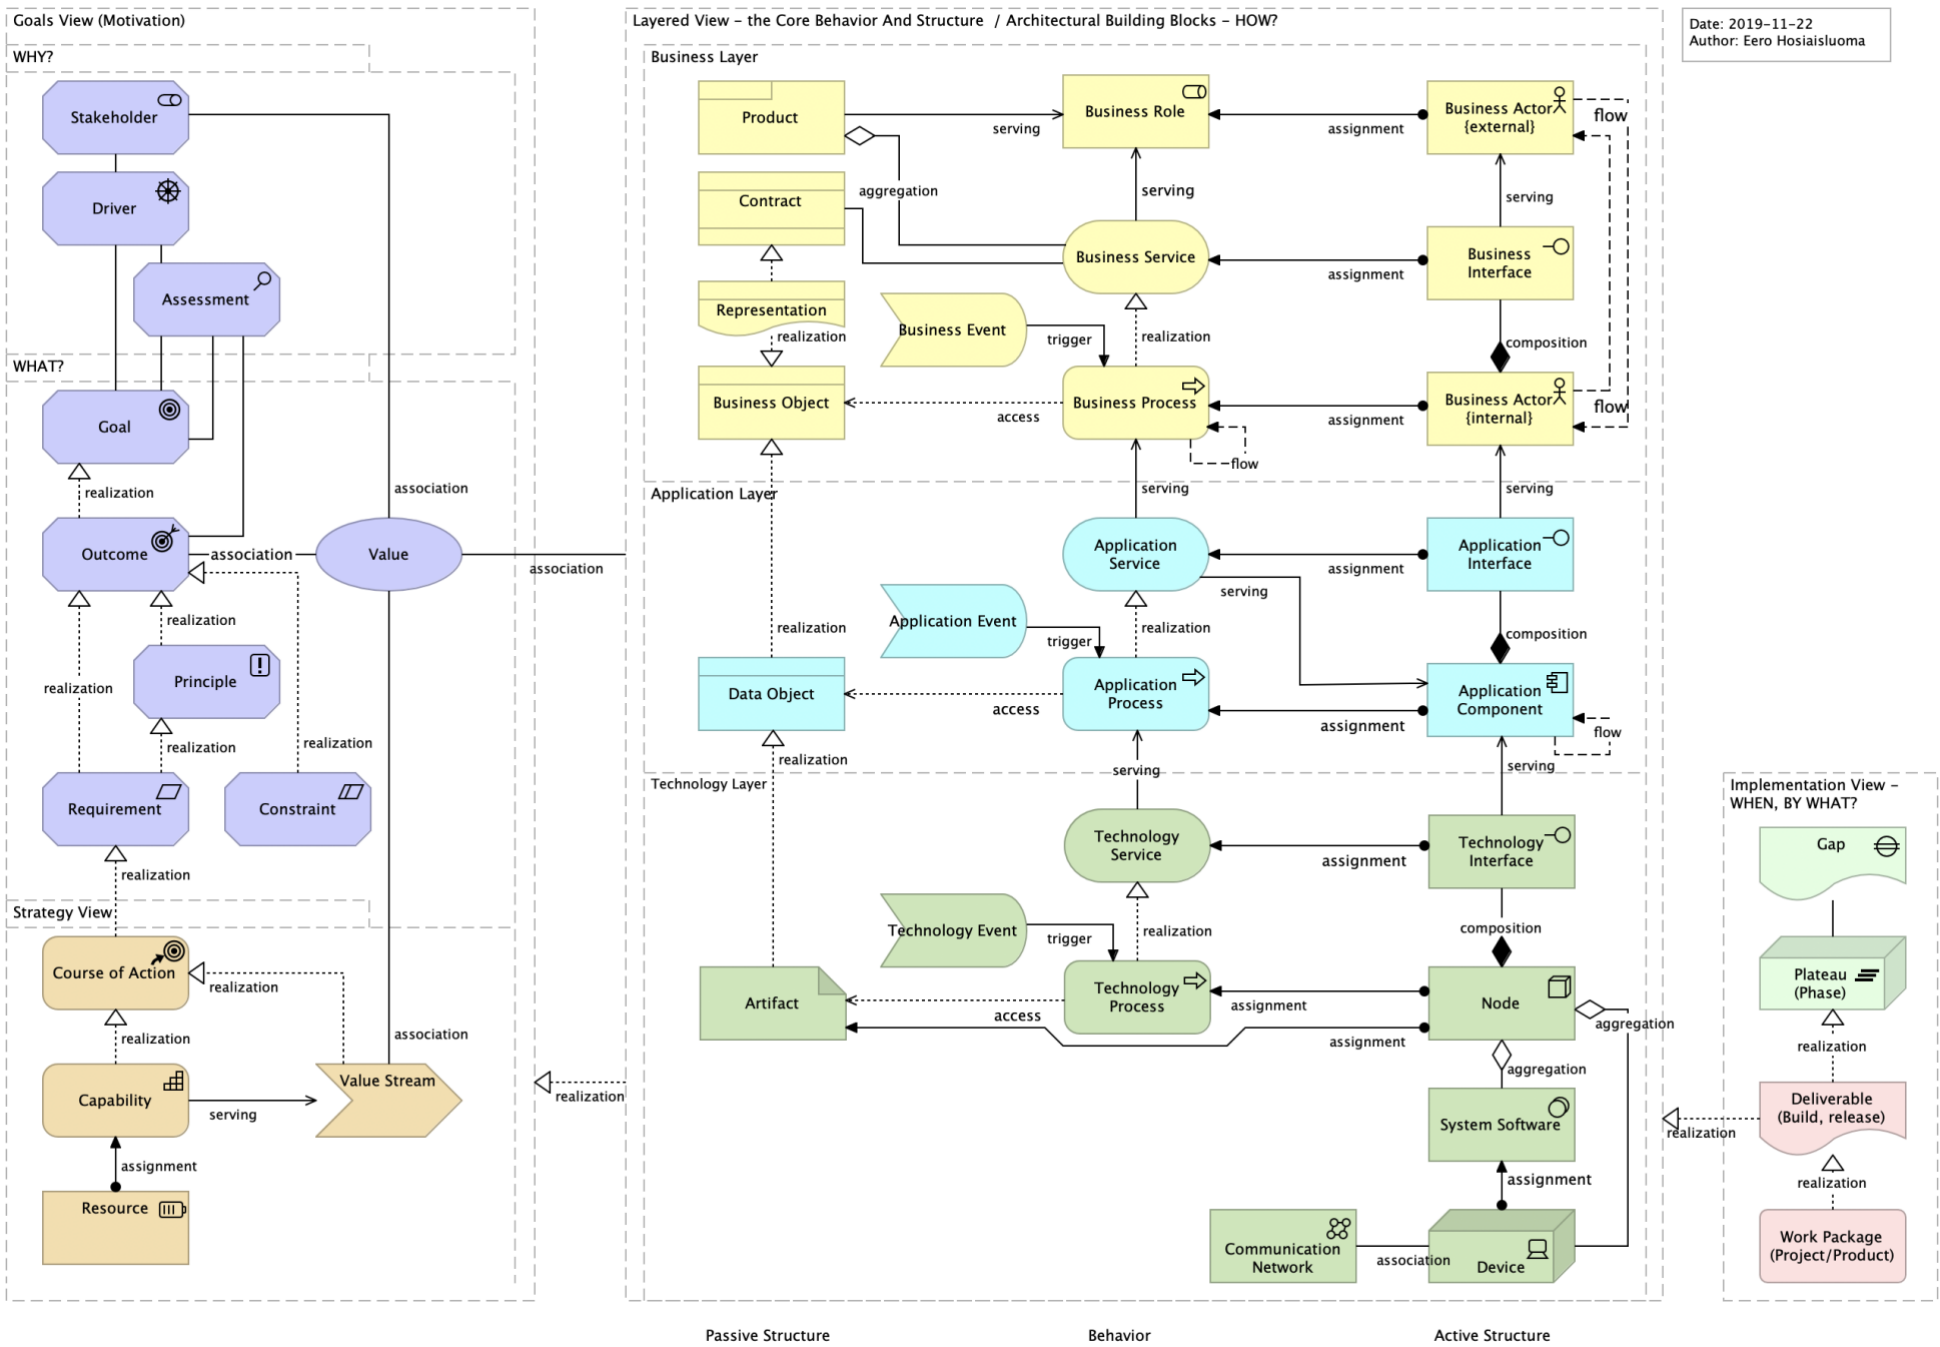 Goals View (Motivation)
WHY?
Stakeholder
Driver
Assessment
WHAT?
Goal
realization
association
Outcome
association
Value
association
realization
Principle
realization
realization
realization
Requirement
Constraint
realization
Strategy View
Course of Action
realization
realization
association
Capability
serving
Value Stream
assignment
Resource
realization
Layered View - the Core Behavior And Structure / Architectural Building Blocks - HOW?
Business Layer
Product
serving
Business Role
assignment
Business Actor
{external}
flow
aggregation
serving
serving
Contract
Business Service
assignment
Business
Interface
Representation
realization
Business Event
trigger
realization
composition
Business Object
access
Business Process
assignment
Business Actor
{internal}
flow
flow
Application Layer
serving
serving
Application
Service
assignment
Application
Interface
serving
Application Event
trigger
realization
realization
composition
Data Object
access
Application
Process
assignment
Application
Component
flow
realization
serving
serving
Technology Layer
Technology
Service
assignment
Technology
Interface
Technology Event
trigger
realization
composition
Artifact
access
Technology
Process
assignment
assignment
Node
aggregation
aggregation
System Software
assignment
Communication
Network
association
Device
Date: 2019-11-22
Author: Eero Hosiaisluoma
Implementation View -
WHEN, BY WHAT?
Gap
Plateau
(Phase)
realization
Deliverable
(Build, release)
realization
realization
Work Package
(Project/Product)
Passive Structure
Behavior
Active Structure